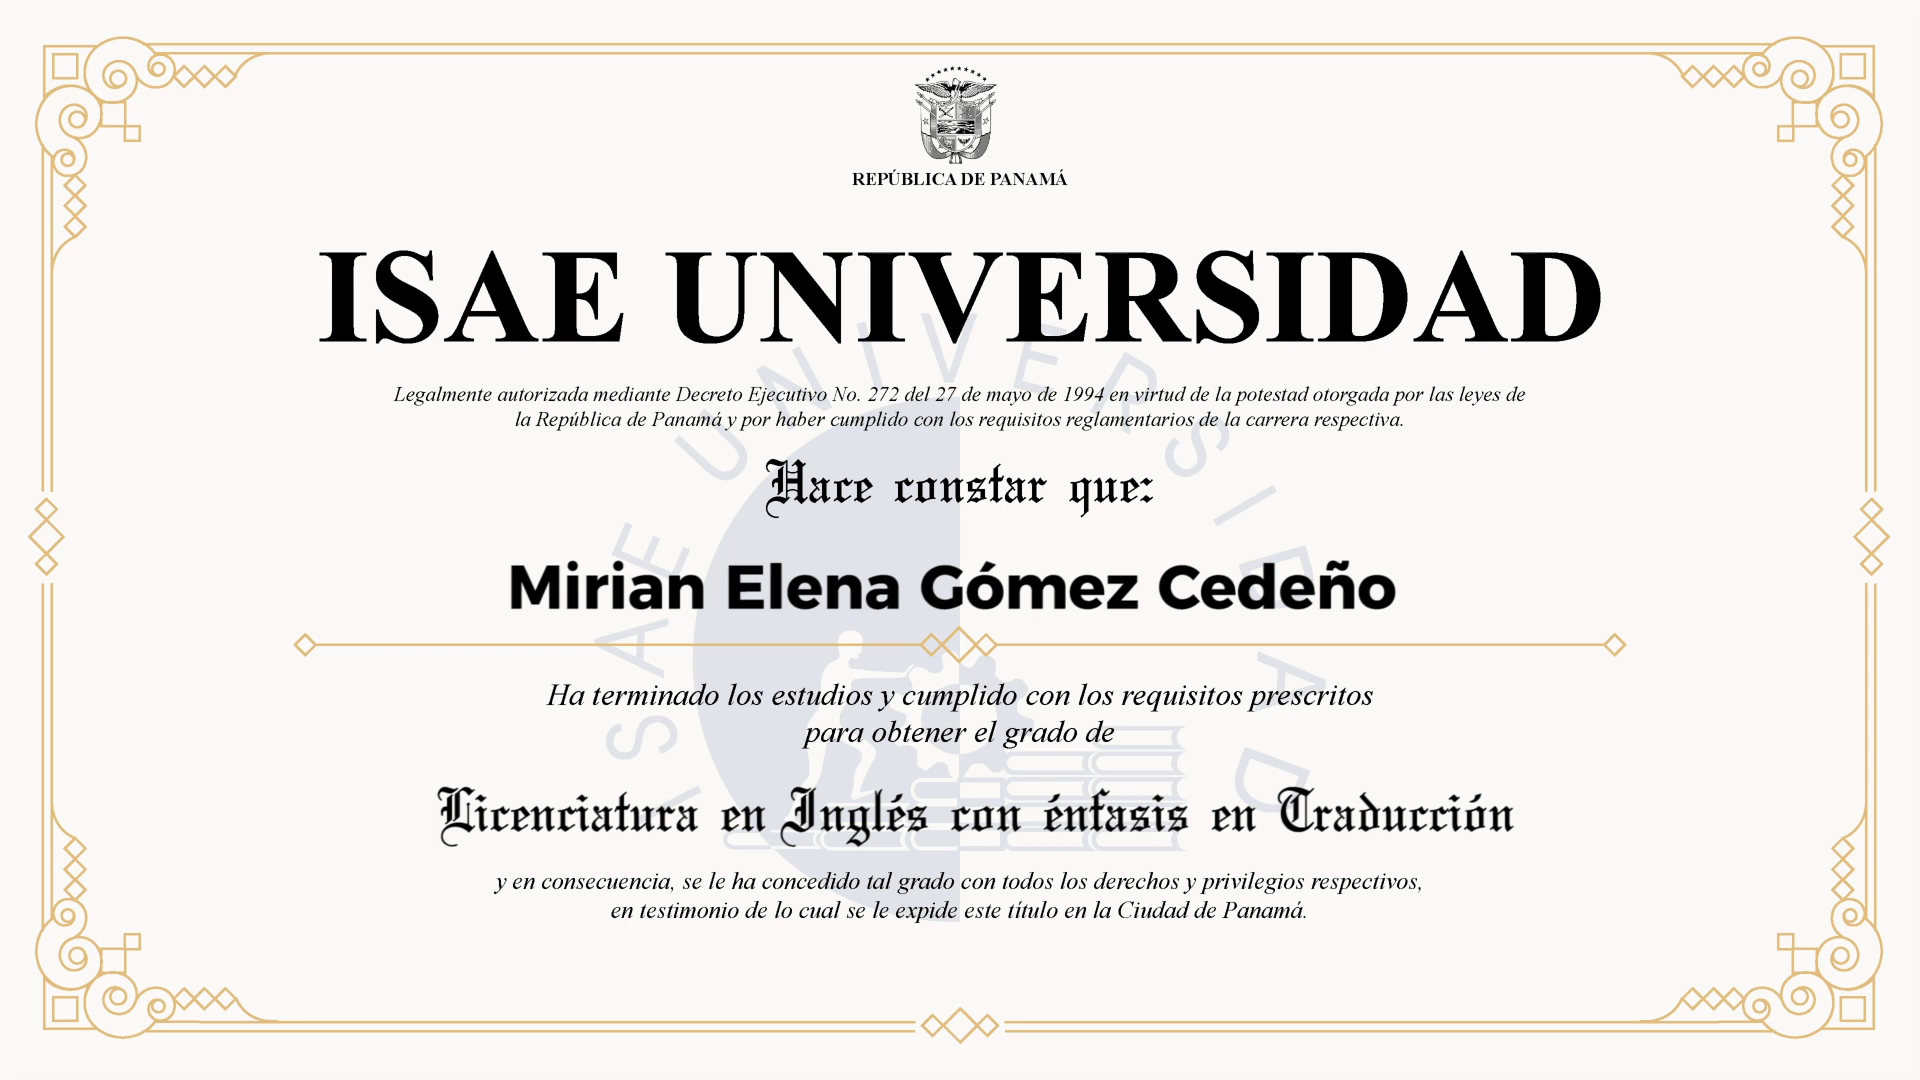 REPÚBLICA DE PANAMÁ
ISAE UNIVERSIDAD
Legalmente autorizada mediante Decreto Ejecutivo No. 272 del 27 de mayo de 1994 en virtud de la potestad otorgada por las leyes de
la República de Panamá y por haber cumplido con los requisitos reglamentarios de la carrera respectiva.
Hace constar que:
Mirian Elena Gómez Cedeño
Ha terminado los estudios y cumplido con los requisitos prescritos
para obtener el grado de
Licenciatura en Inglés con énfasis en Traducción
y en consecuencia, se le ha concedido tal grado con todos los derechos y privilegios respectivos,
en testimonio de lo cual se le expide este título en la Ciudad de Panamá.
ISAE UNIVERSIDAD